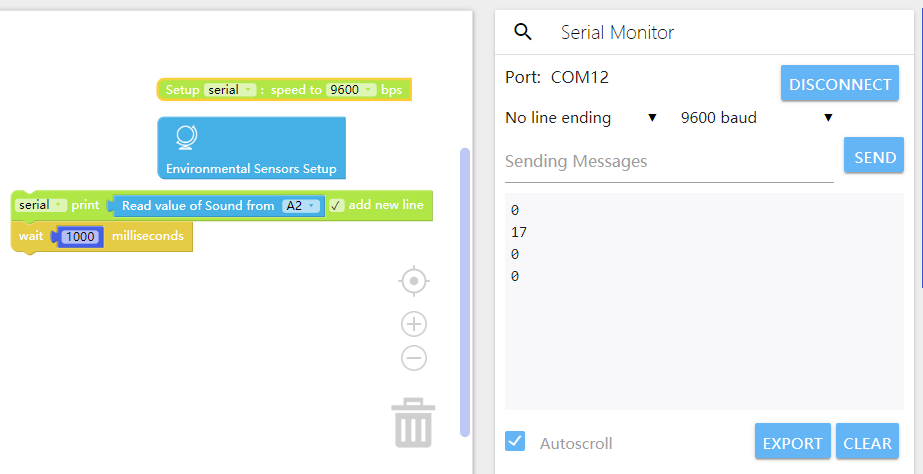 Setup serial : speed to 9600 bps
Environmental Sensors Setup
serial print Read value of Sound from A2 ✓ add new line
wait 1000 milliseconds
Serial Monitor
Port: COM12
DISCONNECT
No line ending
9600 baud
Sending Messages
SEND
0
17
0
0
Autoscroll
EXPORT
CLEAR